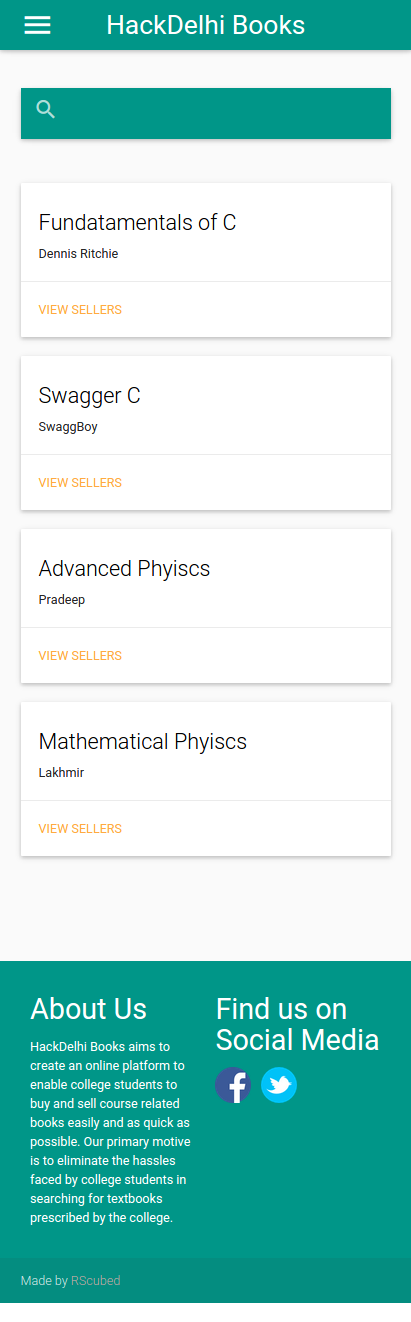 HackDelhi Books
Fundatamentals of C
Dennis Ritchie
VIEW SELLERS
Swagger C
SwaggBoy
VIEW SELLERS
Advanced Phyiscs
Pradeep
VIEW SELLERS
Mathematical Phyiscs
Lakhmir
VIEW SELLERS
About Us
HackDelhi Books aims to
create an online platform to
enable college students to
buy and sell course related
books easily and as quick as
possible. Our primary motive
is to eliminate the hassles
faced by college students in
searching for textbooks
prescribed by the college.
Find us on
Social Media
Made by RScubed